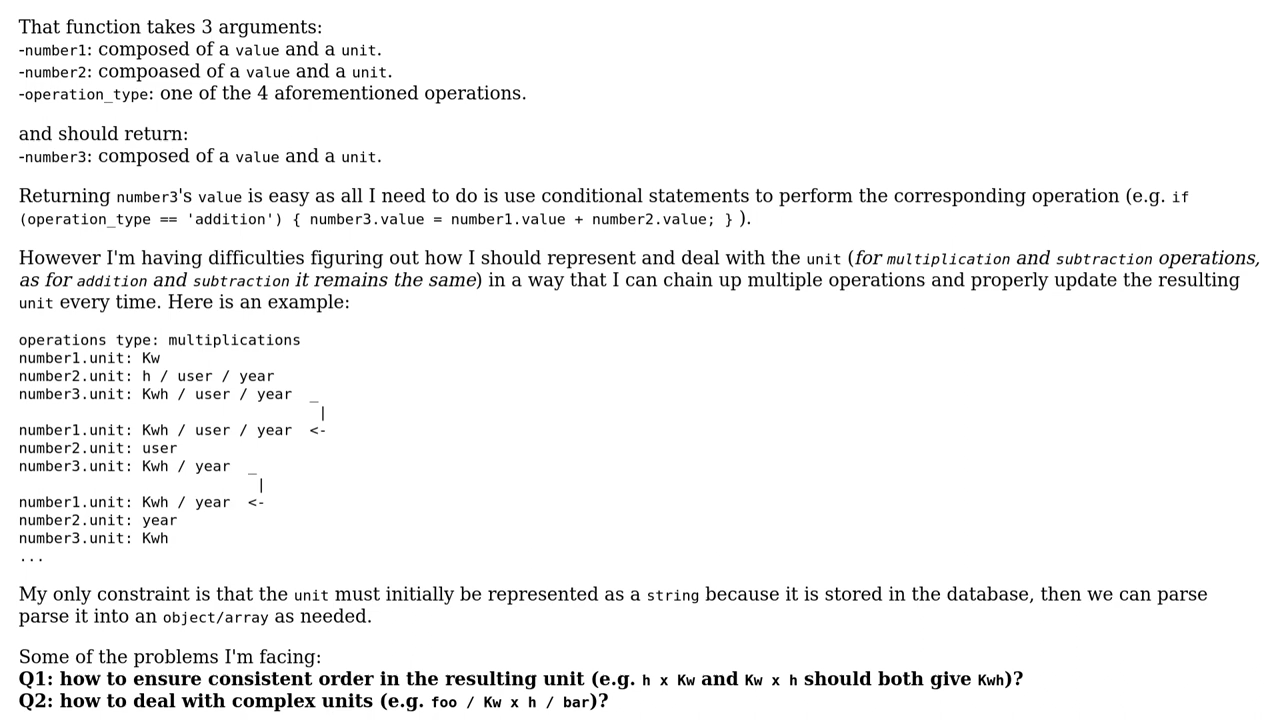 That function takes 3 arguments:
-number1: composed of a value and a unit.
-number2: compoased of a value and a unit.
-operation_type: one of the 4 aforementioned operations.
and should return:
-number3: composed of a value and a unit.
Returning number3's value is easy as all I need to do is use conditional statements to perform the corresponding operation (e.g. if
(operation_type == 'addition') { number3.value = number1.value + number2.value; } ).
However I'm having difficulties figuring out how I should represent and deal with the unit (for multiplication and subtraction operations,
as for addition and subtraction it remains the same) in a way that I can chain up multiple operations and properly update the resulting
unit every time. Here is an example:
operations type: multiplications
number1.unit: Kw
number2.unit: h / user / year
number3.unit: Kwh / user / year  _
|
number1.unit: Kwh / user / year  <-
number2.unit: user
number3.unit: Kwh / year  _
|
number1.unit: Kwh / year  <-
number2.unit: year
number3.unit: Kwh
...
My only constraint is that the unit must initially be represented as a string because it is stored in the database, then we can parse
parse it into an object/array as needed.
Some of the problems I'm facing:
Q1: how to ensure consistent order in the resulting unit (e.g. h x Kw and Kw x h should both give Kwh)?
Q2: how to deal with complex units (e.g. foo / Kw x h / bar)?